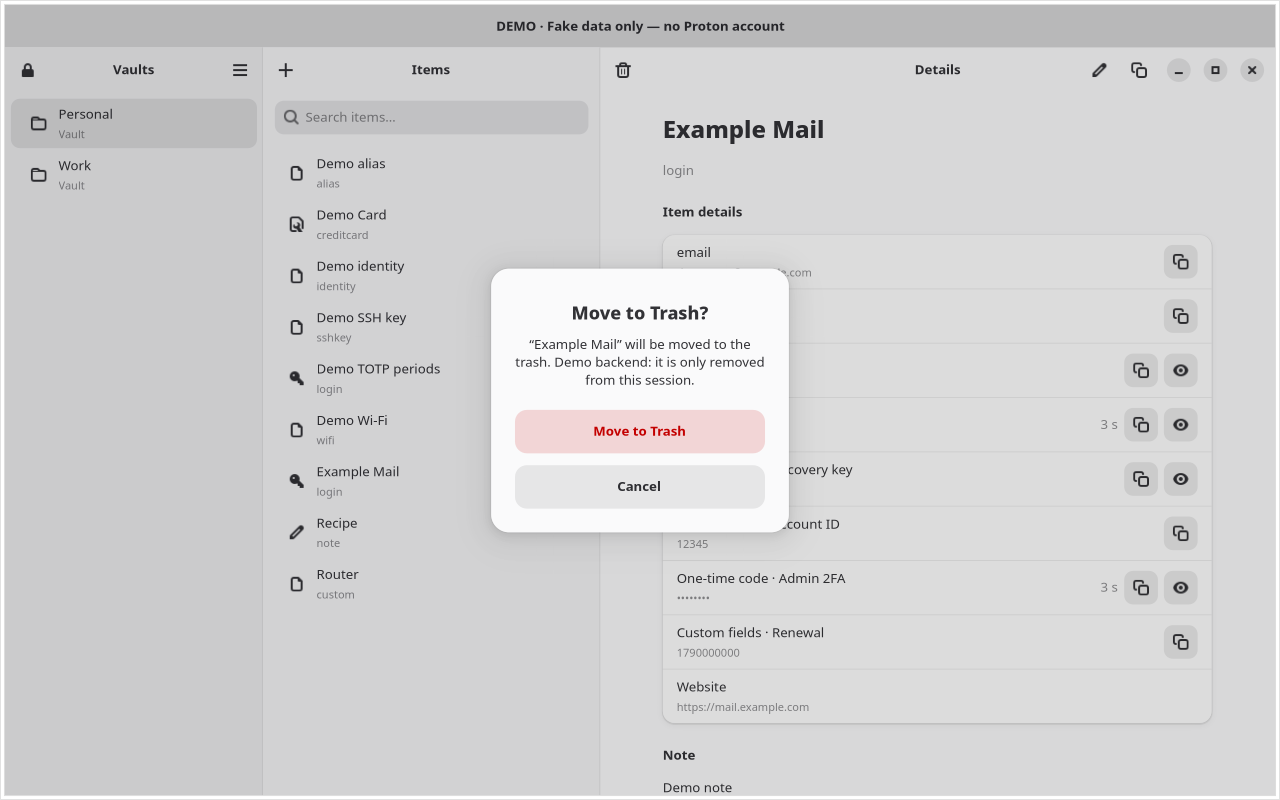 DEMO · Fake data only — no Proton account
Vaults
Items
Details
Personal
Vault
Work
Vault
Search items...
Demo alias
alias
Demo Card
creditcard
Demo identity
identity
Demo SSH key
sshkey
Demo TOTP periods
login
Demo Wi-Fi
wifi
Example Mail
login
Recipe
note
Router
custom
Example Mail
login
Item details
email
.com
3 s
covery key
count ID
12345
One-time code · Admin 2FA
••••••••
3 s
Custom fields · Renewal
1790000000
Website
https://mail.example.com
Note
Demo note
Move to Trash?
“Example Mail” will be moved to the
trash. Demo backend: it is only removed
from this session.
Move to Trash
Cancel